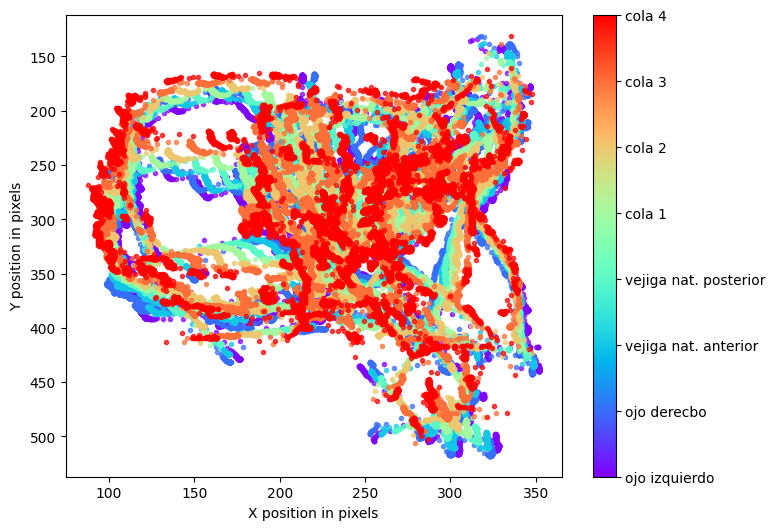 150
200
250
300
350
400
450
500
100
150
200
250
300
350
Y position in pixels
X position in pixels
cola 4
cola 3
cola 2
cola 1
vejiga nat. posterior
vejiga nat. anterior
ojo derecbo
ojo izquierdo